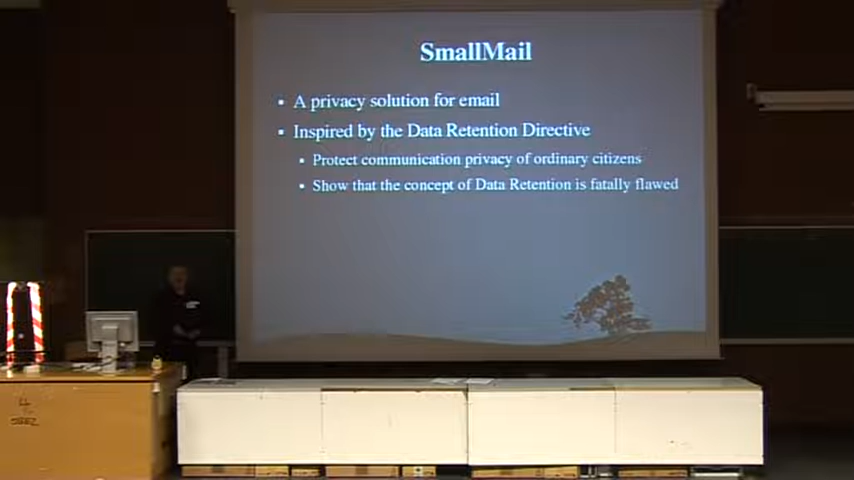 SmallMail
▪ A privacy solution for email
▪ Inspired by the Data Retention Directive
▪ Protect communication privacy of ordinary citizens
▪ Show that the concept of Data Retention is fatally flawed